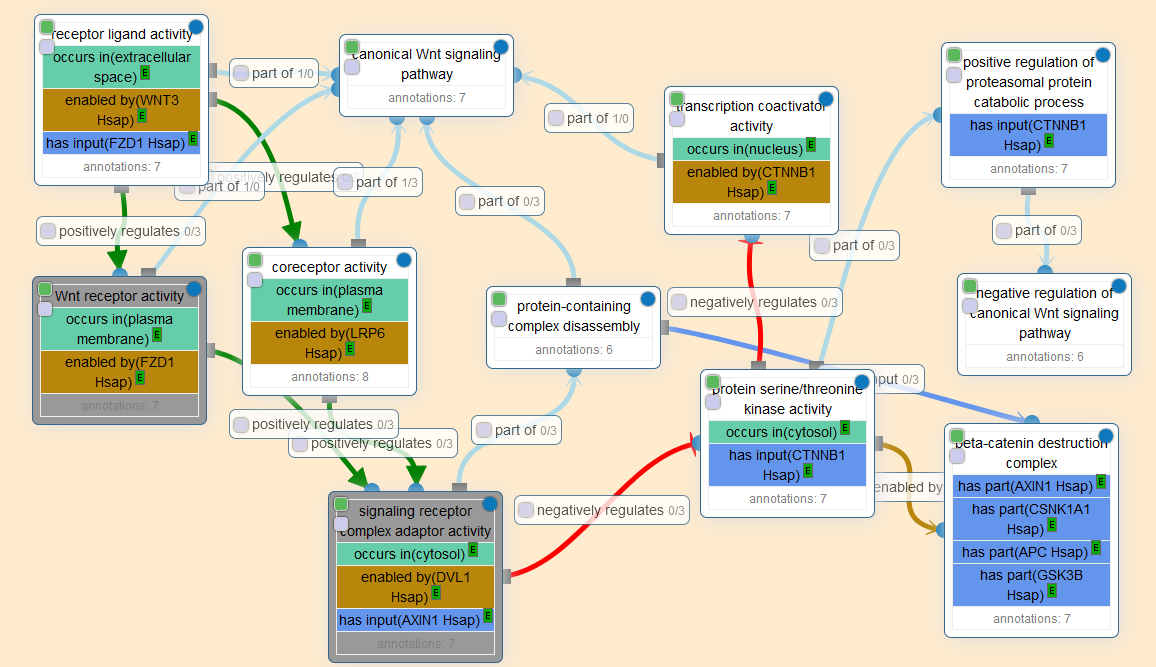 receptor ligand activity
occurs in(extracellular
space) E
enabled by(WNT3
Hsap) E
has input(FZD1 Hsap) E
annotations: 7
part of 1/0
canonical Wnt signaling
pathway
annotations: 7
part of 1/0
transcription coactivator
activity
occurs in(nucleus) E
enabled by(CTNNB1
Hsap) E
annotations: 7
positive regulation of
proteasomal protein
catabolic process
has input(CTNNB1
Hsap) E
annotations: 7
part of 1/0
positively regulates
part of 1/3
part of 0/3
positively regulates 0/3
part of 0/3
part of 0/3
Wnt receptor activity
occurs in(plasma
membrane) E
enabled by(FZD1
Hsap) E
annotations: 7
coreceptor activity
occurs in(plasma
membrane) E
enabled by(LRP6
Hsap) E
annotations: 8
protein-containing
complex disassembly
annotations: 6
negatively regulates 0/3
negative regulation of
canonical Wnt signaling
pathway
annotations: 6
input 0/3
positively regulates 0/3
positively regulates 0/3
part of 0/3
protein serine/threonine
kinase activity
occurs in(cytosol) E
has input(CTNNB1
Hsap) E
annotations: 7
enabled by
beta-catenin destruction
complex
has part(AXIN1 Hsap) E
has part(CSNK1A1
Hsap) E
has part(APC Hsap) E
has part(GSK3B
Hsap) E
annotations: 7
signaling receptor
complex adaptor activity
occurs in(cytosol) E
enabled by(DVL1
Hsap) E
has input(AXIN1 Hsap) E
annotations: 7
negatively regulates 0/3